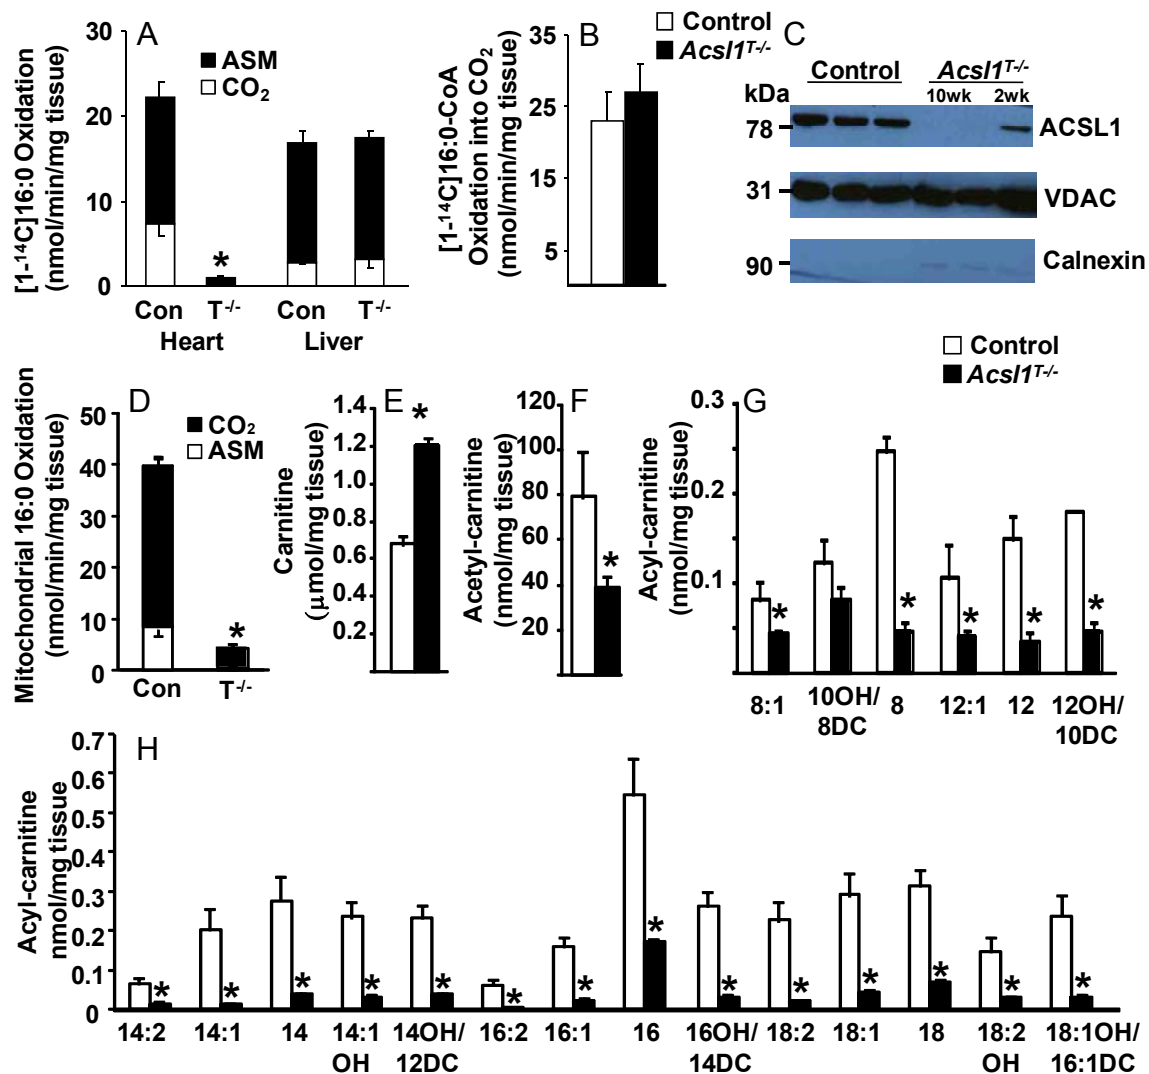 A
30
20
10
0
[1-¹⁴C]16:0 Oxidation
(nmol/min/mg tissue)
ASM
CO₂
*
Con T⁻/⁻ Con T⁻/⁻
Heart Liver
B
Control
Acsl1ᵀ⁻/⁻
35
25
15
5
[1-¹⁴C]16:0-CoA
Oxidation into CO₂
(nmol/min/mg tissue)
C
Control Acsl1ᵀ⁻/⁻
10wk 2wk
kDa
78 ACSL1
31 VDAC
90 Calnexin
Control
Acsl1ᵀ⁻/⁻
D
50
40
30
20
10
0
Mitochondrial 16:0 Oxidation
(nmol/min/mg tissue)
CO₂
ASM
*
Con T⁻/⁻
E
1.4
1.2
1.0
0.8
0.6
0.4
0.2
Carnitine
(μmol/mg tissue)
*
F
120
100
80
60
40
20
Acetyl-carnitine
(nmol/mg tissue)
*
G
0.3
0.2
0.1
Acyl-carnitine
(nmol/mg tissue)
* * * * *
8:1 10OH/ 8 12:1 12 12OH/
8DC 10DC
H
0.7
0.6
0.5
0.4
0.3
0.2
0.1
0
Acyl-carnitine
nmol/mg tissue
* * * * * * * * * * * * * *
14:2 14:1 14 14:1 14OH/ 16:2 16:1 16 16OH/ 18:2 18:1 18 18:2 18:1OH/
OH 12DC 14DC OH 16:1DC